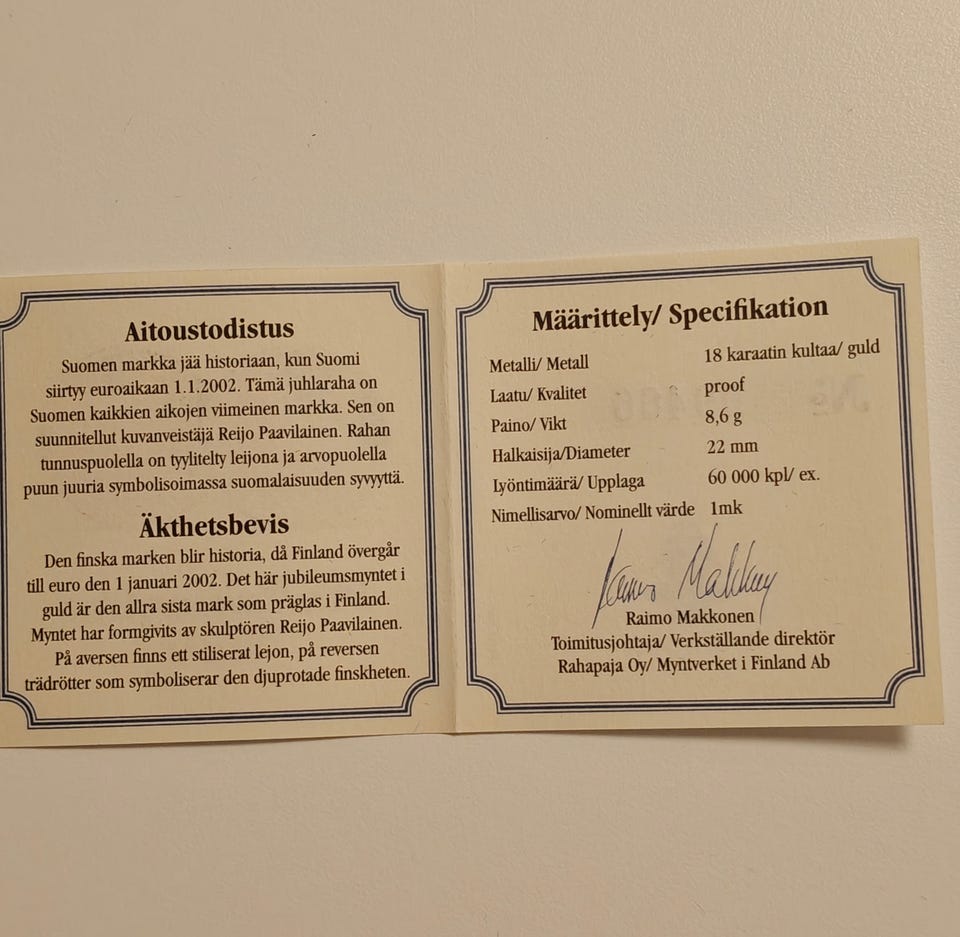 Aitoustodistus
Suomen markka jää historiaan, kun Suomi
siirtyy euroaikaan 1.1.2002. Tämä juhlaraha on
Suomen kaikkien aikojen viimeinen markka. Sen on
suunnitellut kuvanveistäjä Reijo Paavilainen. Rahan
tunnuspuolella on tyylitelty leijona ja arvopuolella
puun juuria symbolisoimassa suomalaisuuden syvyyttä.
Äkthetsbevis
Den finska marken blir historia, då Finland övergår
till euro den 1 januari 2002. Det här jubileumsmyntet i
guld är den allra sista mark som präglas i Finland.
Myntet har formgivits av skulptören Reijo Paavilainen.
På aversen finns ett stiliserat lejon, på reversen
trädrötter som symboliserar den djuprotade finskheten.
Määrittely/ Specifikation
Metalli/ Metall 18 karaatin kultaa/ guld
Laatu/ Kvalitet proof
Paino/ Vikt 8,6 g
Halkaisija/Diameter 22 mm
Lyöntimäärä/ Upplaga 60 000 kpl/ ex.
Nimellisarvo/ Nominellt värde 1mk
Raimo Makkonen
Toimitusjohtaja/ Verkställande direktör
Rahapaja Oy/ Myntverket i Finland Ab